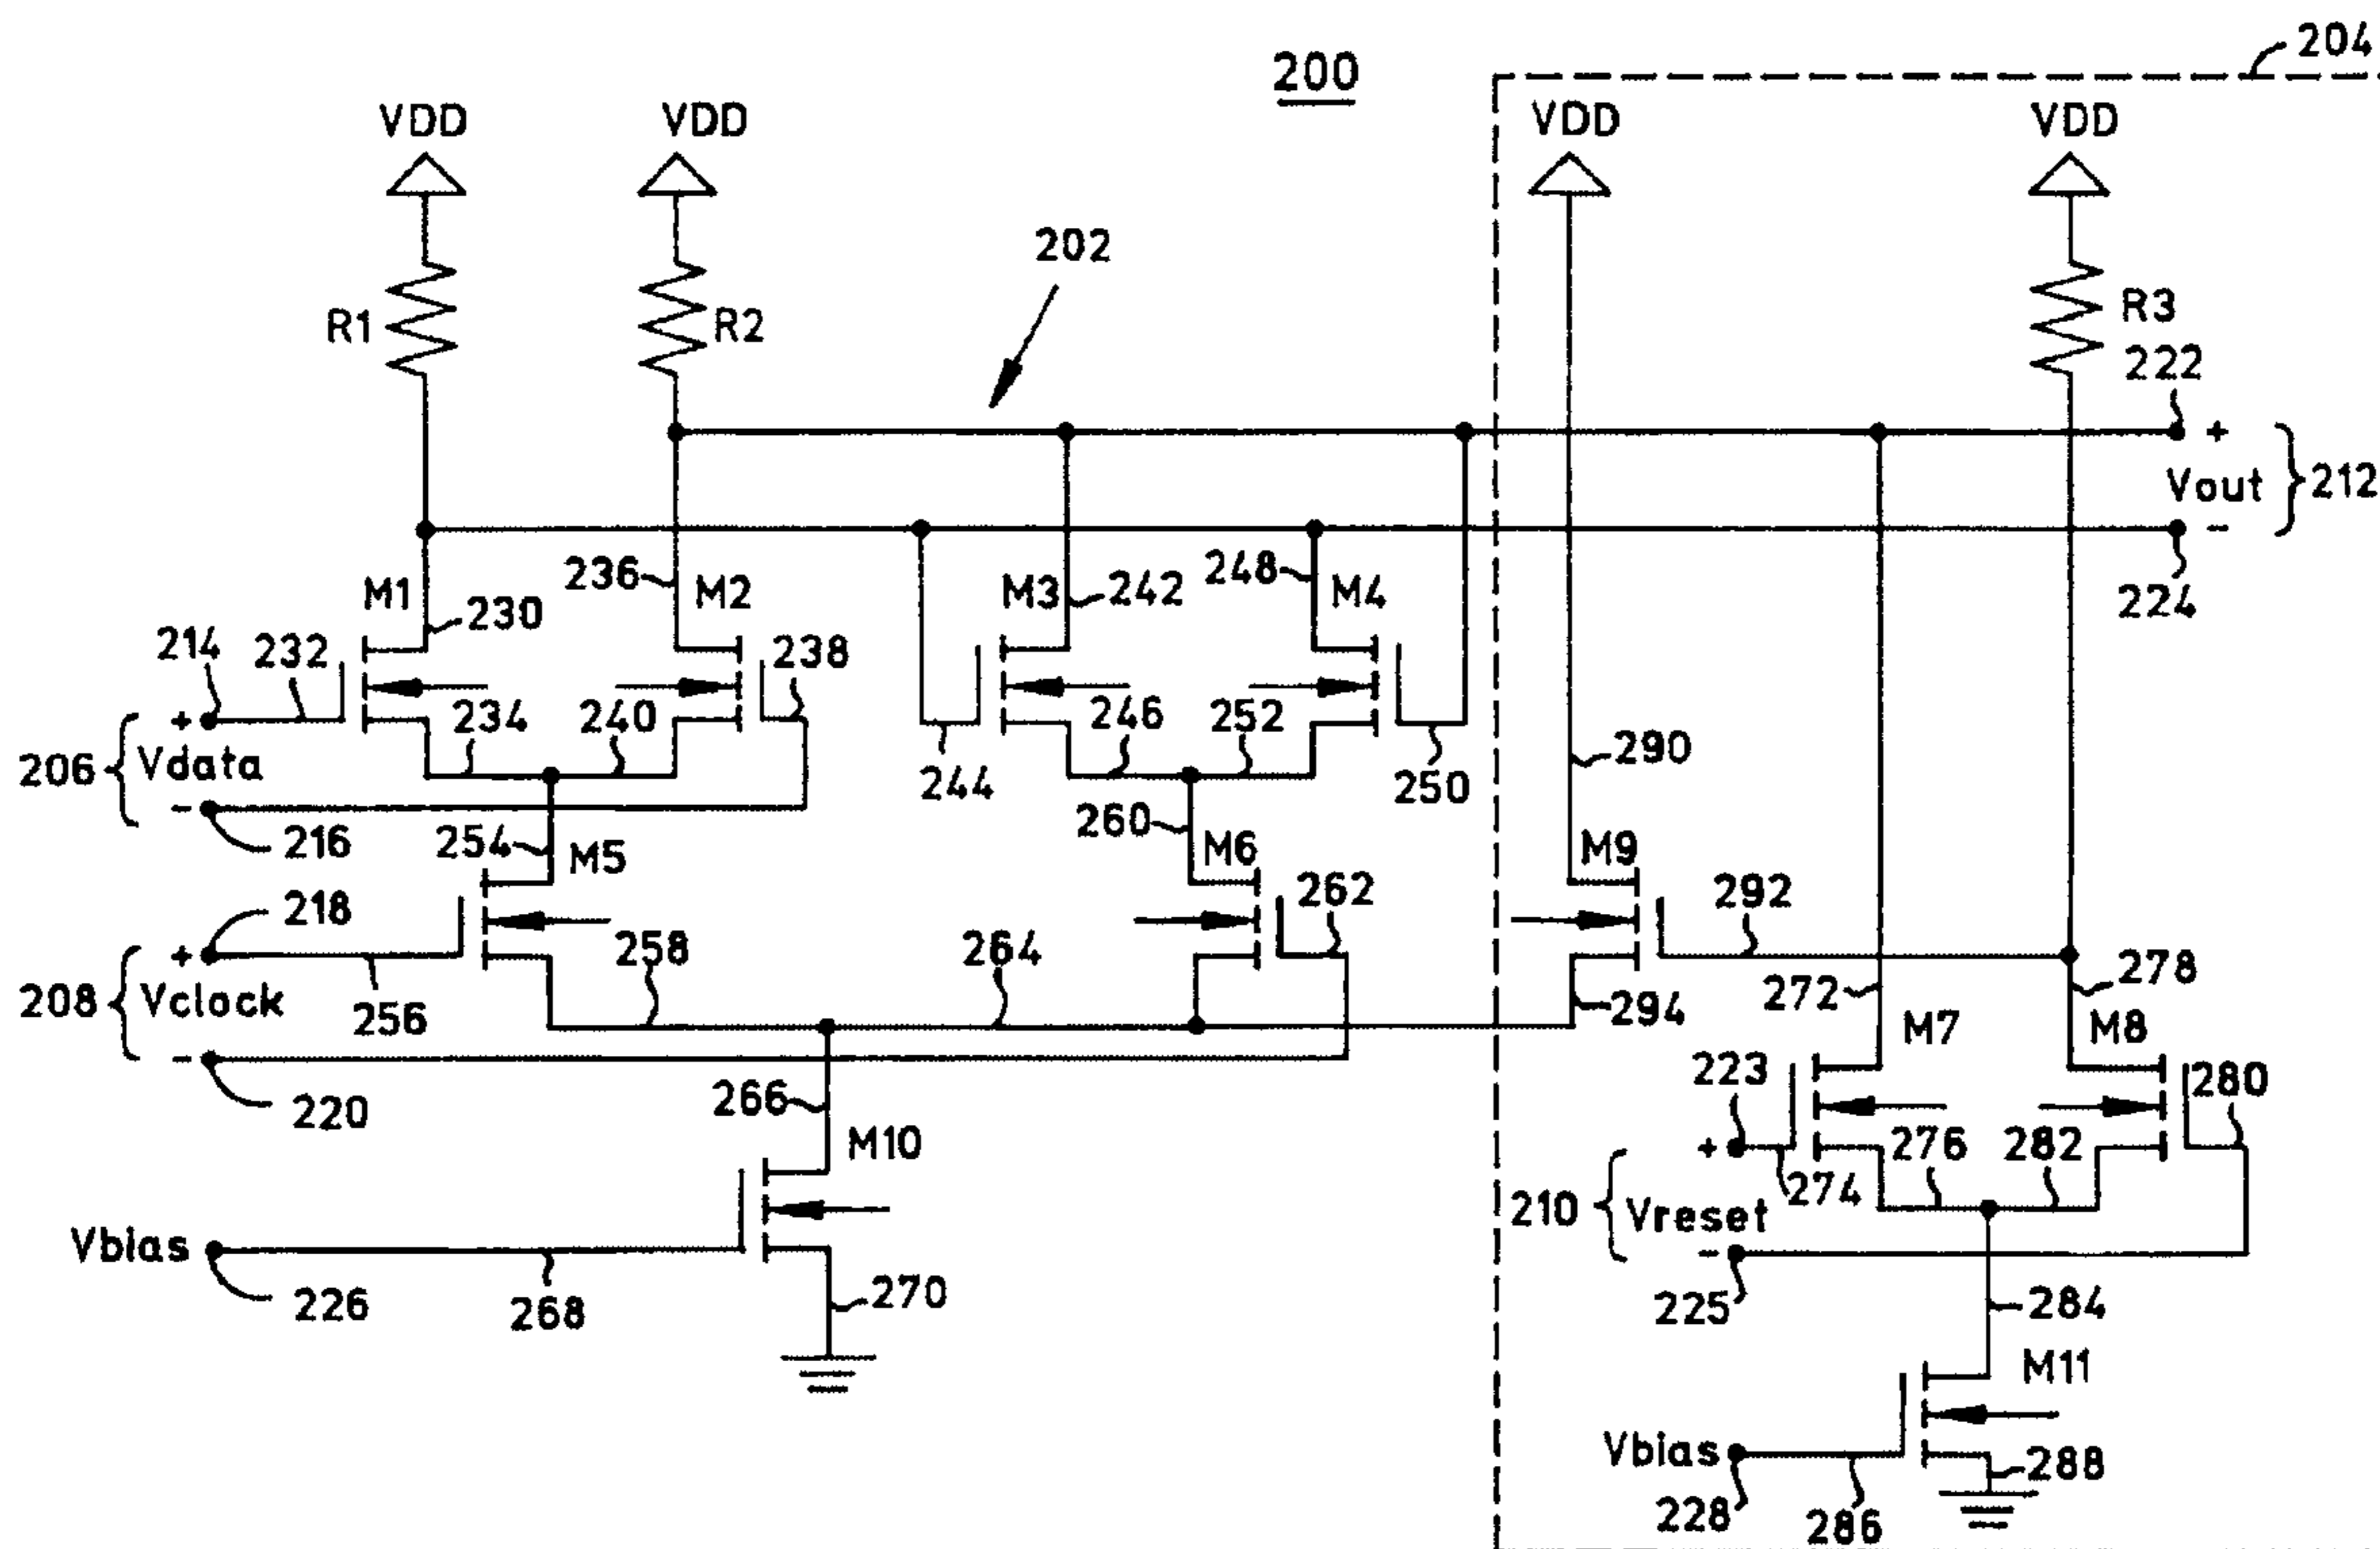 204
200
VDD VDD VDD VDD
202
R1 R2 R3
222
+
Vout 212
-
224
236 M2 M3 242 248 M4
M1 230
214 232 238
+ 234 240 246 252
206 Vdata 244 250 290
- 216 254 M5 260 M6 M9
218 262 292
+ 258 264 272 278
208 Vclock 256 294 M7 M8
- 220 266 223 280
M10 + 276 282
274
210 Vreset
-
Vbias 226 268 270 225 284
M11
Vbias 288
228 286